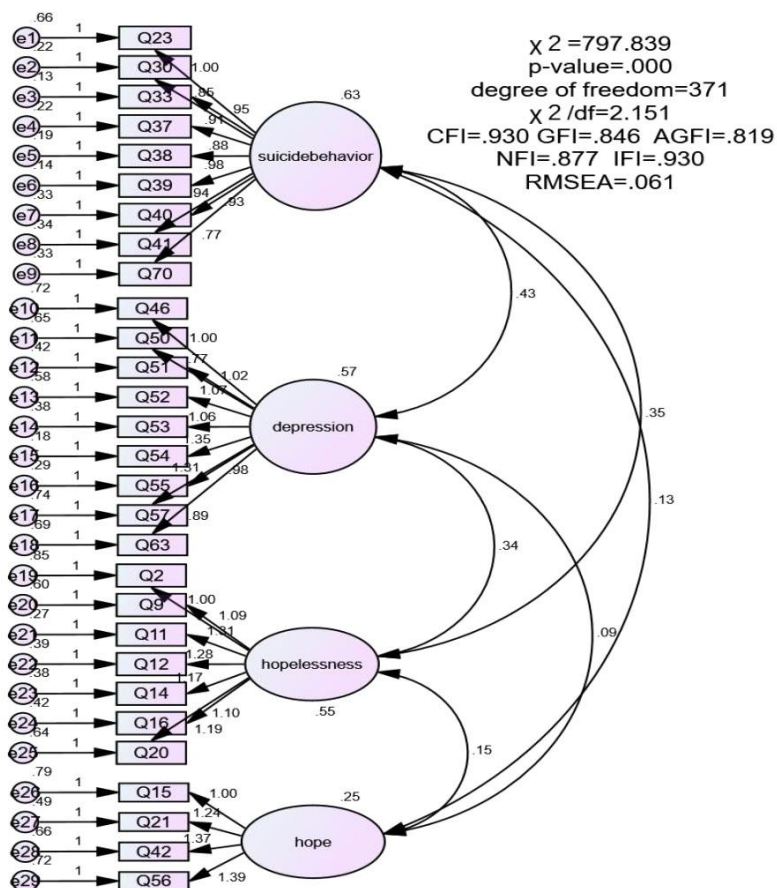 χ 2 =797.839
p-value=.000
degree of freedom=371
χ 2 /df=2.151
CFI=.930 GFI=.846 AGFI=.819
NFI=.877 IFI=.930
RMSEA=.061
.66
e1 1 Q23
.22
e2 1 Q30 1.00
.13
e3 1 Q33 .85 .95 .63
.22
e4 1 Q37 .91
.19
e5 1 Q38 .88 suicidebehavior
.14
e6 1 Q39 .98
.33
e7 1 Q40 .94 .93
.34
e8 1 Q41 .77
.33
e9 1 Q70
.43
.72
e10 1 Q46
.65
e11 1 Q50 1.00
.42
e12 1 Q51 .77 1.02 .57
.58
e13 1 Q52 1.07
.38
e14 1 Q53 1.06 depression
.18
e15 1 Q54 1.35
.29
e16 1 Q55 1.31 .98
.74
e17 1 Q57 .89
.69
e18 1 Q63
.35
.13
.34
.85
e19 1 Q2
.60
e20 1 Q9 1.00
.27
e21 1 Q11 1.31 1.09
.39
e22 1 Q12 1.28 hopelessness
.38
e23 1 Q14 1.17
.42
e24 1 Q16 1.10 1.19 .55
.64
e25 1 Q20
.09
.15
.79
e26 1 Q15 1.00 .25
.49
e27 1 Q21 1.24
.66
e28 1 Q42 1.37 hope
.72
e29 1 Q56 1.39